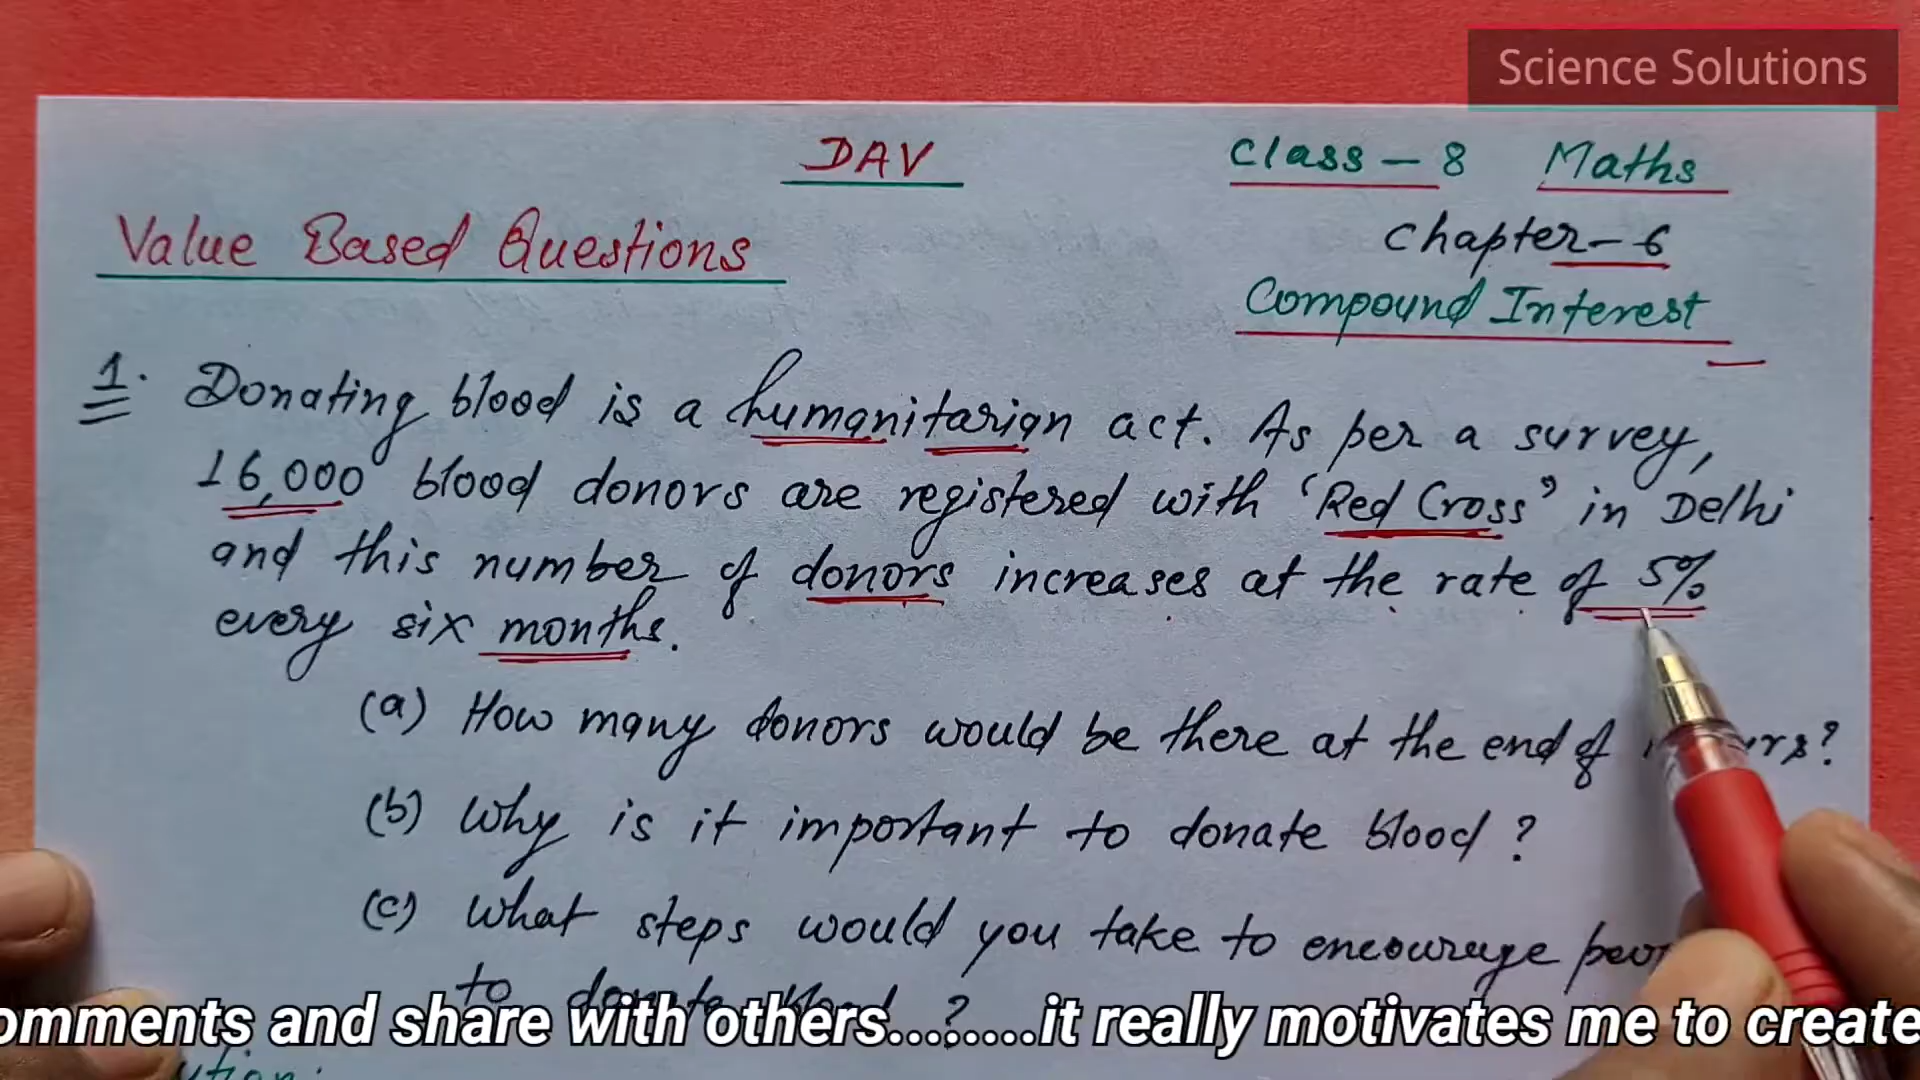 Science Solutions
DAV
Class - 8 Maths
Chapter - 6
Value Based Questions
Compound Interest
1. Donating blood is a humanitarian act. As per a survey,
16,000 blood donors are registered with 'Red Cross' in Delhi
and this number of donors increases at the rate of 5%
every six months.
(a) How many donors would be there at the end of
(b) Why is it important to donate blood ?
(c) What steps would you take to encourage
to donate blood ?
omments and share with others.........it really motivates me to create